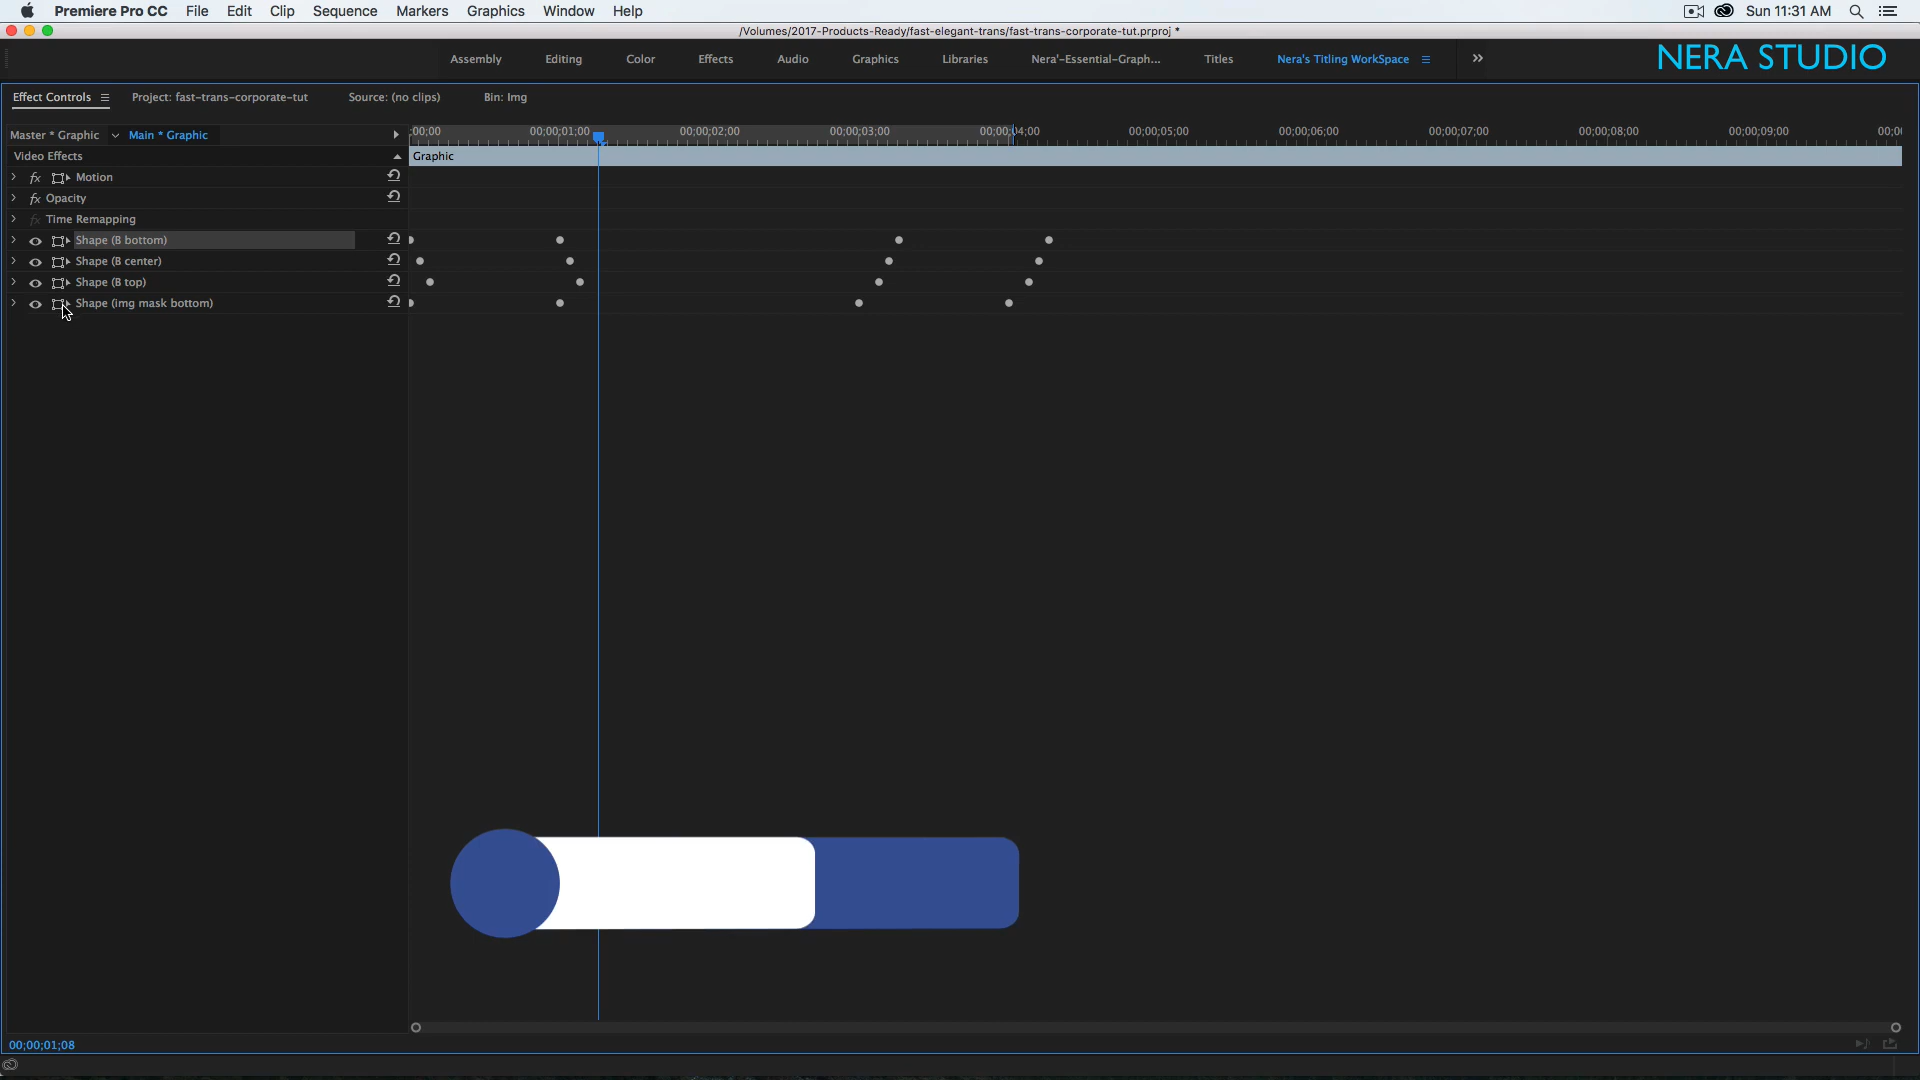 Premiere Pro CC File Edit Clip Sequence Markers Graphics Window Help Sun 11:31 AM
/Volumes/2017-Products-Ready/fast-elegant-trans/fast-trans-corporate-tut.prproj *
Assembly Editing Color Effects Audio Graphics Libraries Nera'-Essential-Graph... Titles Nera's Titling WorkSpace NERA STUDIO
Effect Controls Project: fast-trans-corporate-tut Source: (no clips) Bin: Img
Master * Graphic Main * Graphic ;00;00 00;00;01;00 00;00;02;00 00;00;03;00 00;00;04;00 00;00;05;00 00;00;06;00 00;00;07;00 00;00;08;00 00;00;09;00 00;0
Video Effects Graphic
fx Motion
fx Opacity
fx Time Remapping
Shape (B bottom)
Shape (B center)
Shape (B top)
Shape (img mask bottom)
00;00;01;08